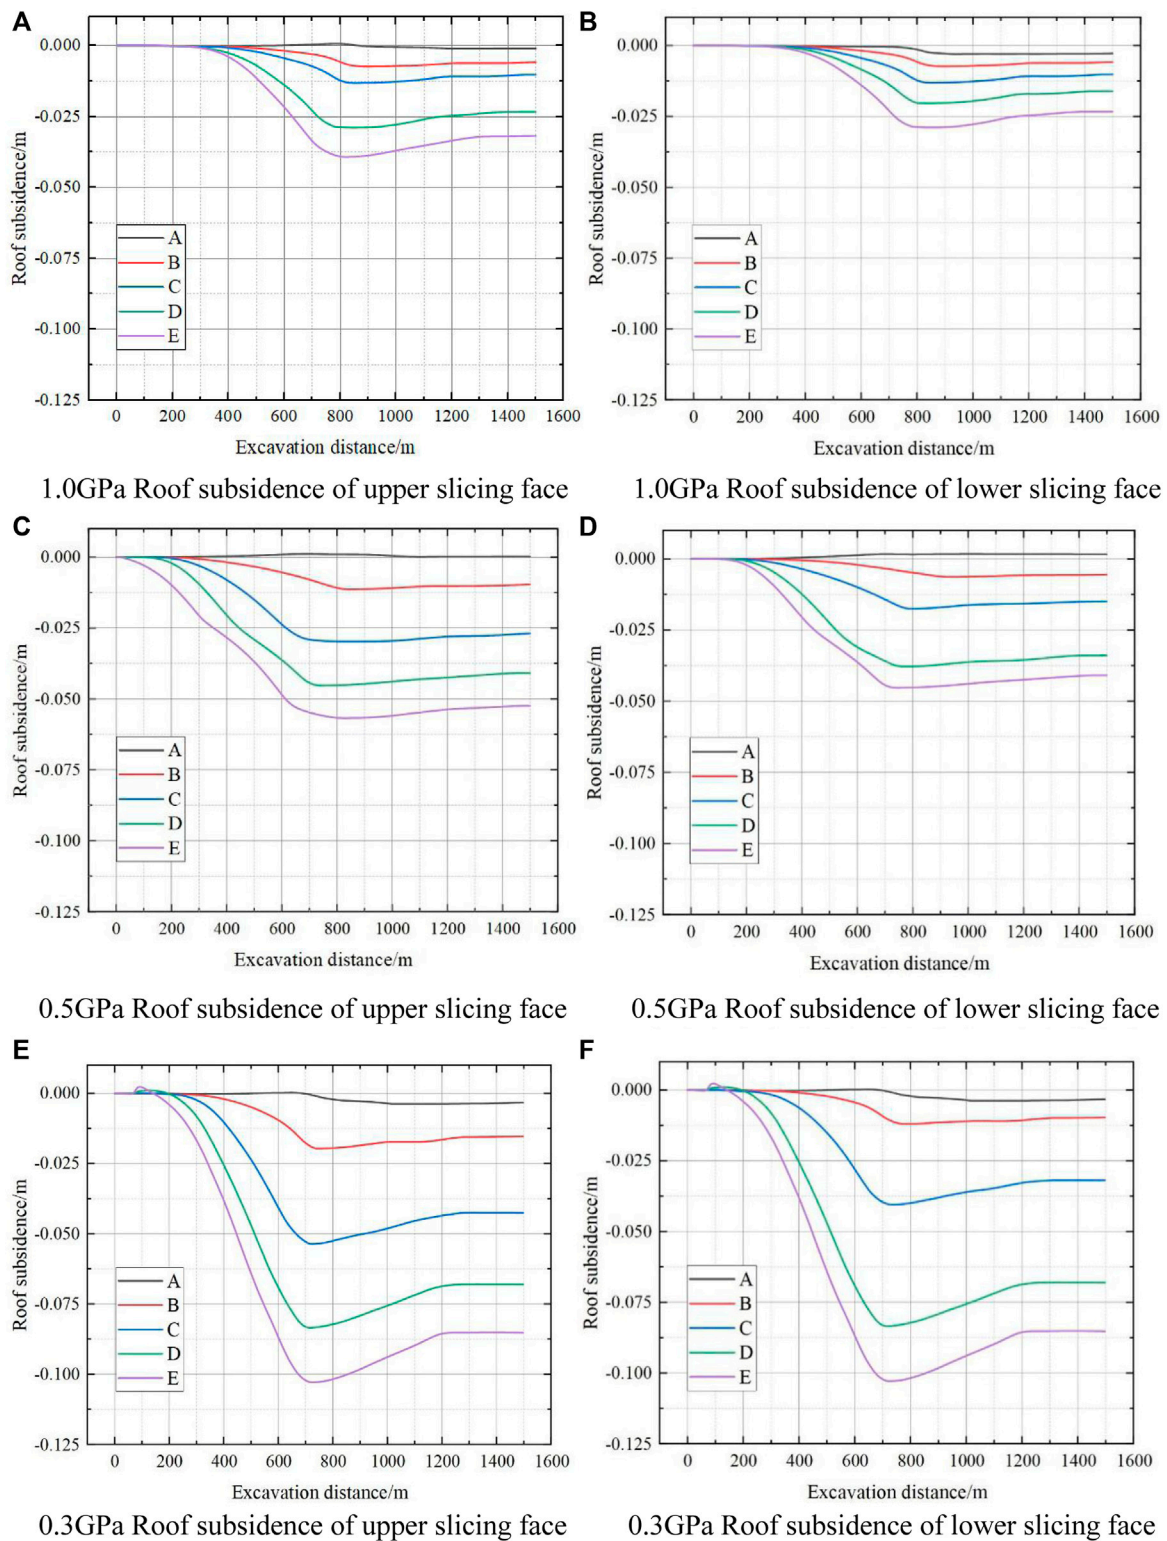 A
0.000
-0.025
-0.050
-0.075
-0.100
-0.125
Roof subsidence/m
A
B
C
D
E
0 200 400 600 800 1000 1200 1400 1600
Excavation distance/m
1.0GPa Roof subsidence of upper slicing face
B
0.000
-0.025
-0.050
-0.075
-0.100
-0.125
Roof subsidence/m
A
B
C
D
E
0 200 400 600 800 1000 1200 1400 1600
Excavation distance/m
1.0GPa Roof subsidence of lower slicing face
C
0.000
-0.025
-0.050
-0.075
-0.100
-0.125
Roof subsidence/m
A
B
C
D
E
0 200 400 600 800 1000 1200 1400 1600
Excavation distance/m
0.5GPa Roof subsidence of upper slicing face
D
0.000
-0.025
-0.050
-0.075
-0.100
-0.125
Roof subsidence/m
A
B
C
D
E
0 200 400 600 800 1000 1200 1400 1600
Excavation distance/m
0.5GPa Roof subsidence of lower slicing face
E
0.000
-0.025
-0.050
-0.075
-0.100
-0.125
Roof subsidence/m
A
B
C
D
E
0 200 400 600 800 1000 1200 1400 1600
Excavation distance/m
0.3GPa Roof subsidence of upper slicing face
F
0.000
-0.025
-0.050
-0.075
-0.100
-0.125
Roof subsidence/m
A
B
C
D
E
0 200 400 600 800 1000 1200 1400 1600
Excavation distance/m
0.3GPa Roof subsidence of lower slicing face